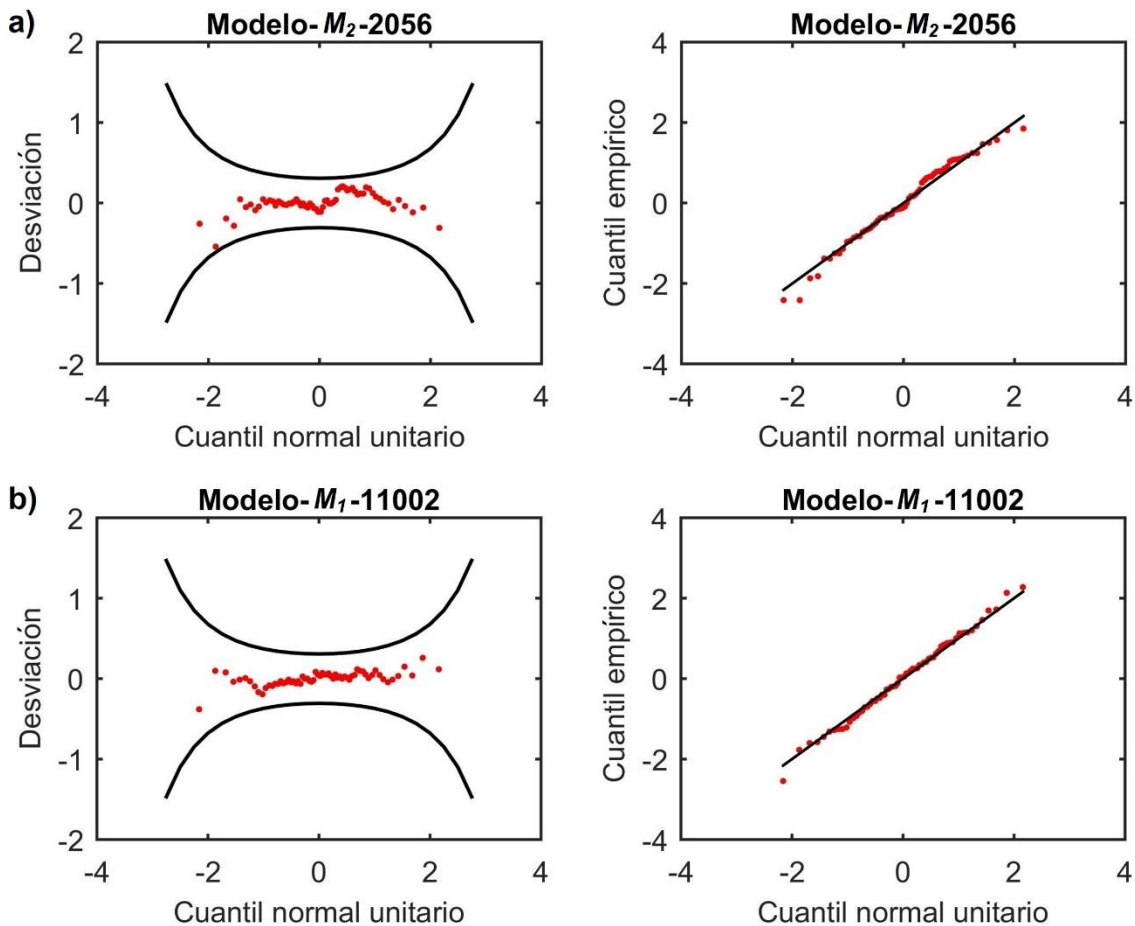 a)
Modelo-M2-2056
2
1
0
-1
-2
Desviación
-4 -2 0 2 4
Cuantil normal unitario
Modelo-M2-2056
4
2
0
-2
-4
Cuantil empírico
-4 -2 0 2 4
Cuantil normal unitario
b)
Modelo-M1-11002
2
1
0
-1
-2
Desviación
-4 -2 0 2 4
Cuantil normal unitario
Modelo-M1-11002
4
2
0
-2
-4
Cuantil empírico
-4 -2 0 2 4
Cuantil normal unitario